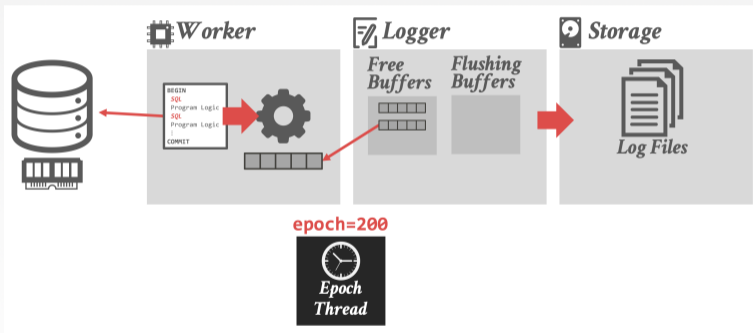 Worker
Logger
Storage
Free
Buffers
Flushing
Buffers
BEGIN
SQL
Program Logic
SQL
Program Logic
⋮
COMMIT
Log Files
epoch=200
Epoch
Thread